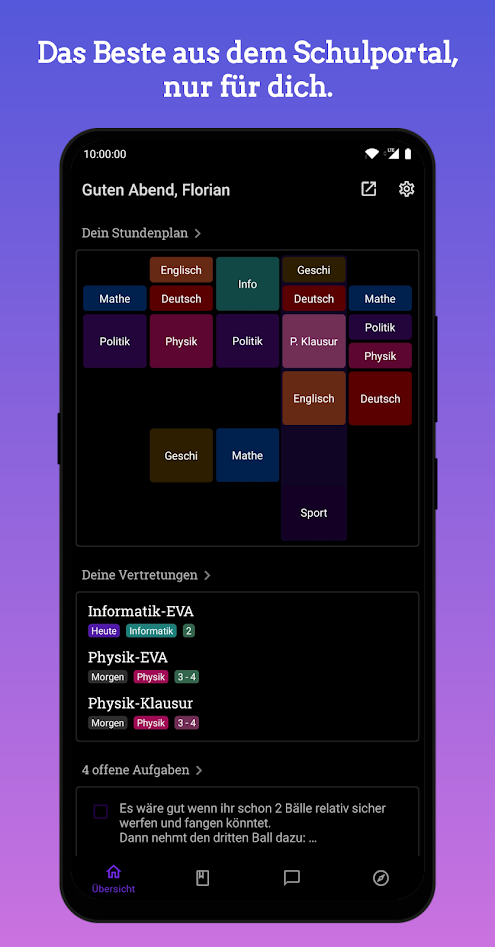 Das Beste aus dem Schulportal,
nur für dich.
10:00:00
LTE
Guten Abend, Florian
Dein Stundenplan >
Englisch Info Geschi
Mathe Deutsch Deutsch Mathe
Politik Physik Politik P. Klausur Politik
Physik
Englisch Deutsch
Geschi Mathe
Sport
Deine Vertretungen >
Informatik-EVA
Heute Informatik 2
Physik-EVA
Morgen Physik 3 - 4
Physik-Klausur
Morgen Physik 3 - 4
4 offene Aufgaben >
Es wäre gut wenn ihr schon 2 Bälle relativ sicher
werfen und fangen könntet.
Dann nehmt den dritten Ball dazu: ...
Übersicht